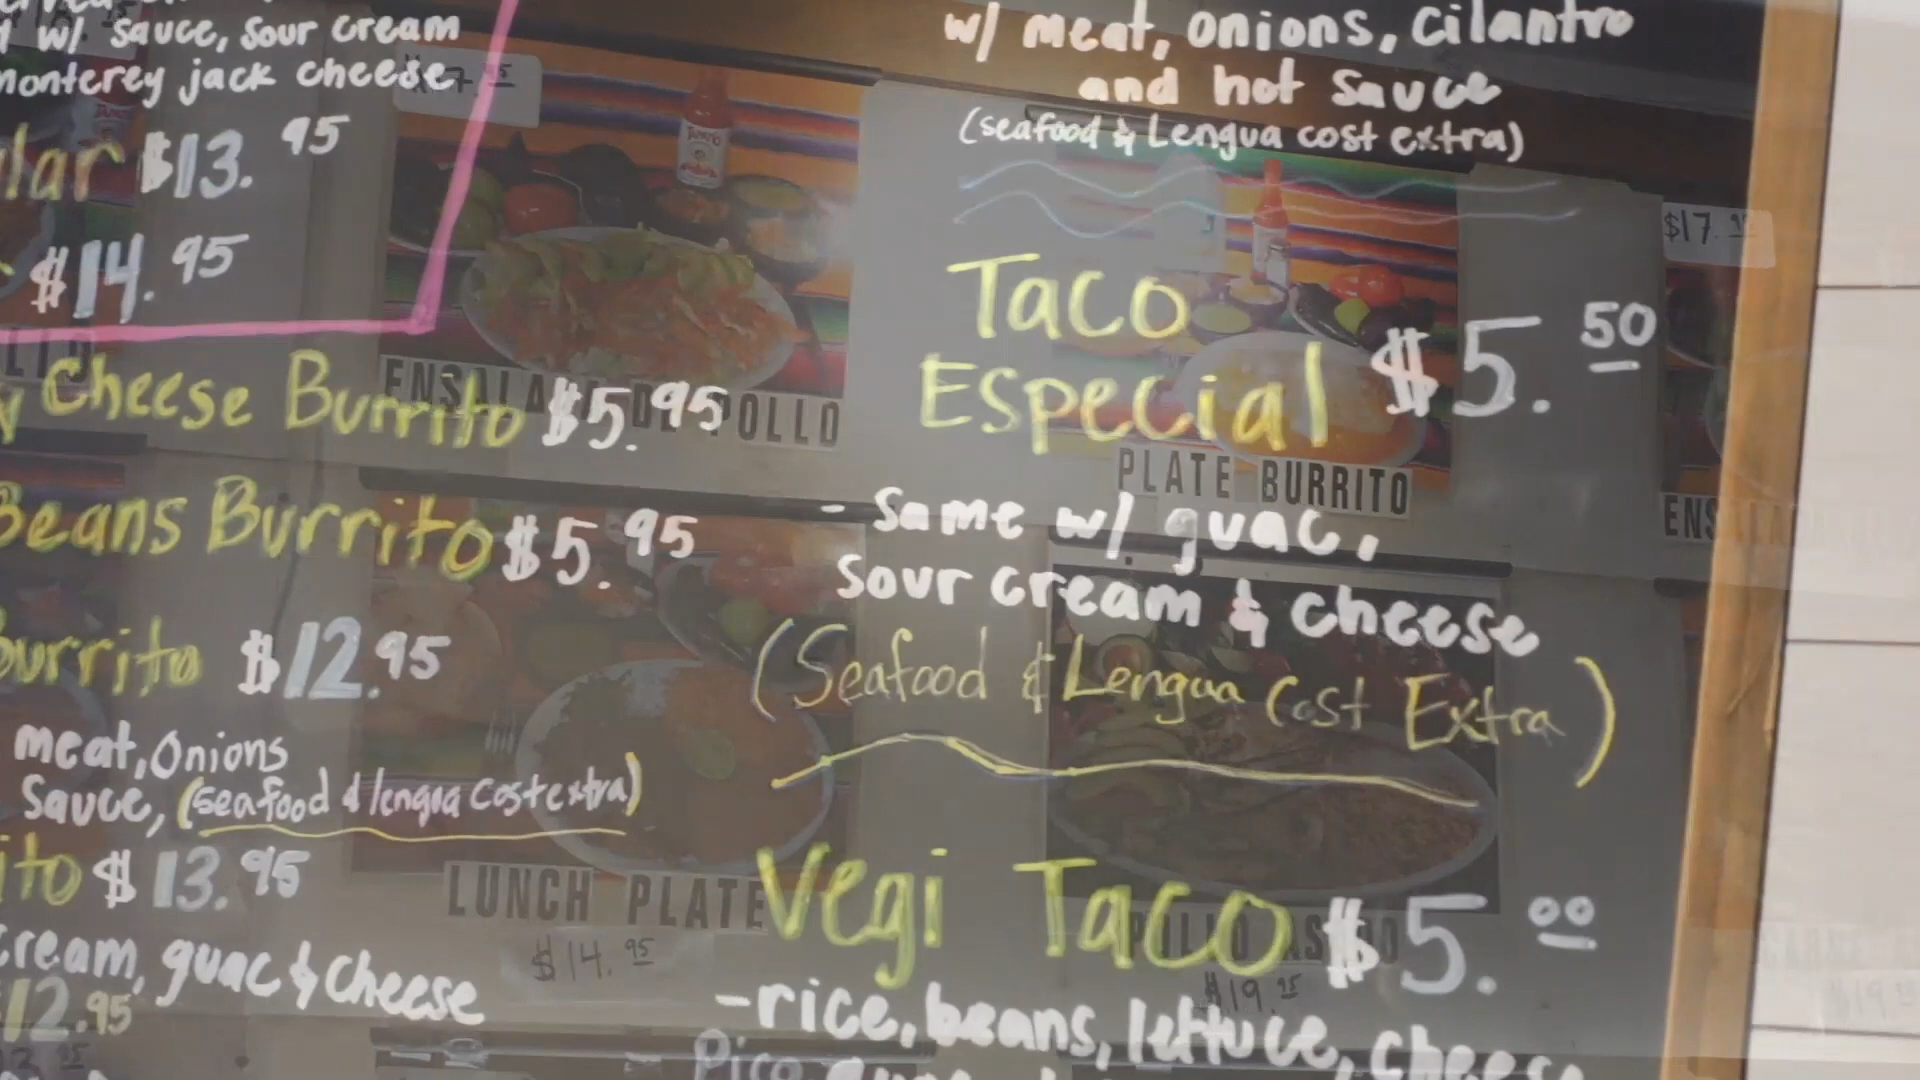 w/ sauce, sour cream
monterey jack cheese
$13.95
$14.95
Cheese Burrito $5.95
Beans Burrito $5.95
Burrito $12.95
meat, Onions
Sauce, (seafood & lengua cost extra)
$13.95
cream, guac & cheese
12.95
w/ meat, onions, cilantro
and hot sauce
(seafood & Lengua cost extra)
Taco
Especial $5.50
- Same w/ guac,
sour cream & cheese
(Seafood & Lengua Cost Extra)
Vegi Taco $5.00
-rice, beans, lettuce, cheese
Pico
ENSALADA DE POLLO
PLATE BURRITO
$17.95
LUNCH PLATE
$14.95
POLLO ASADO
$19.95